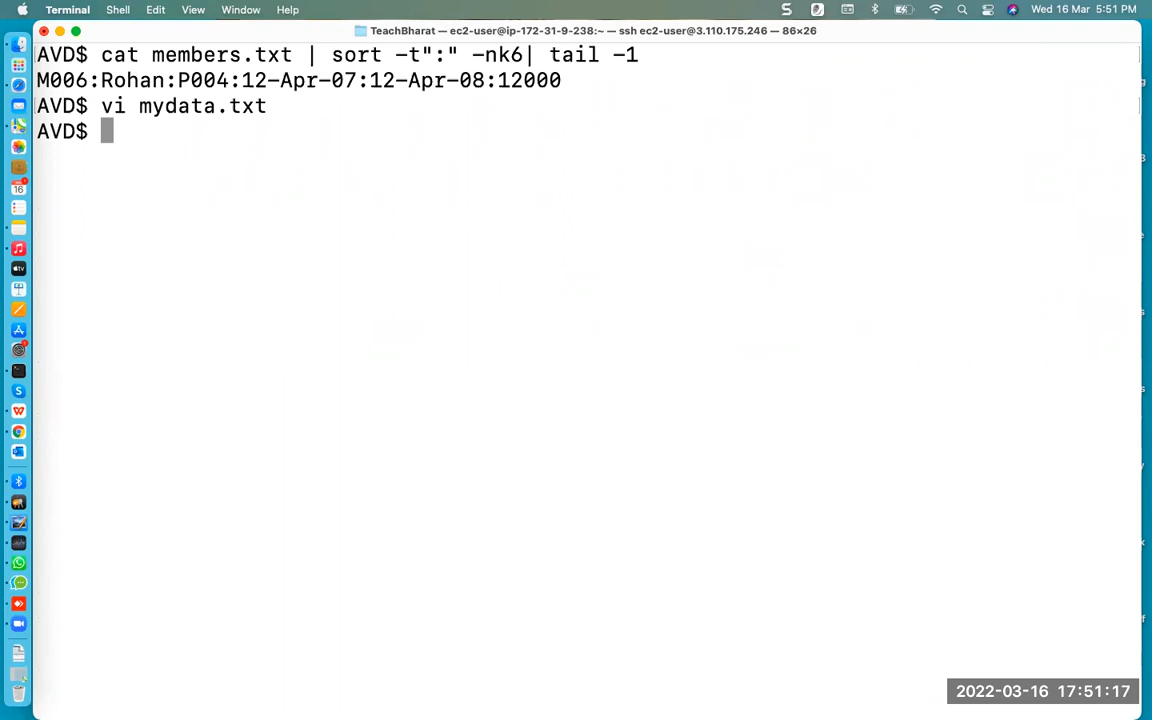 Terminal Shell Edit View Window Help Wed 16 Mar 5:51 PM
TeachBharat — ec2-user@ip-172-31-9-238:~ — ssh ec2-user@3.110.175.246 — 86×26
AVD$ cat members.txt | sort -t":" -nk6| tail -1
M006:Rohan:P004:12-Apr-07:12-Apr-08:12000
AVD$ vi mydata.txt
AVD$
2022-03-16 17:51:17